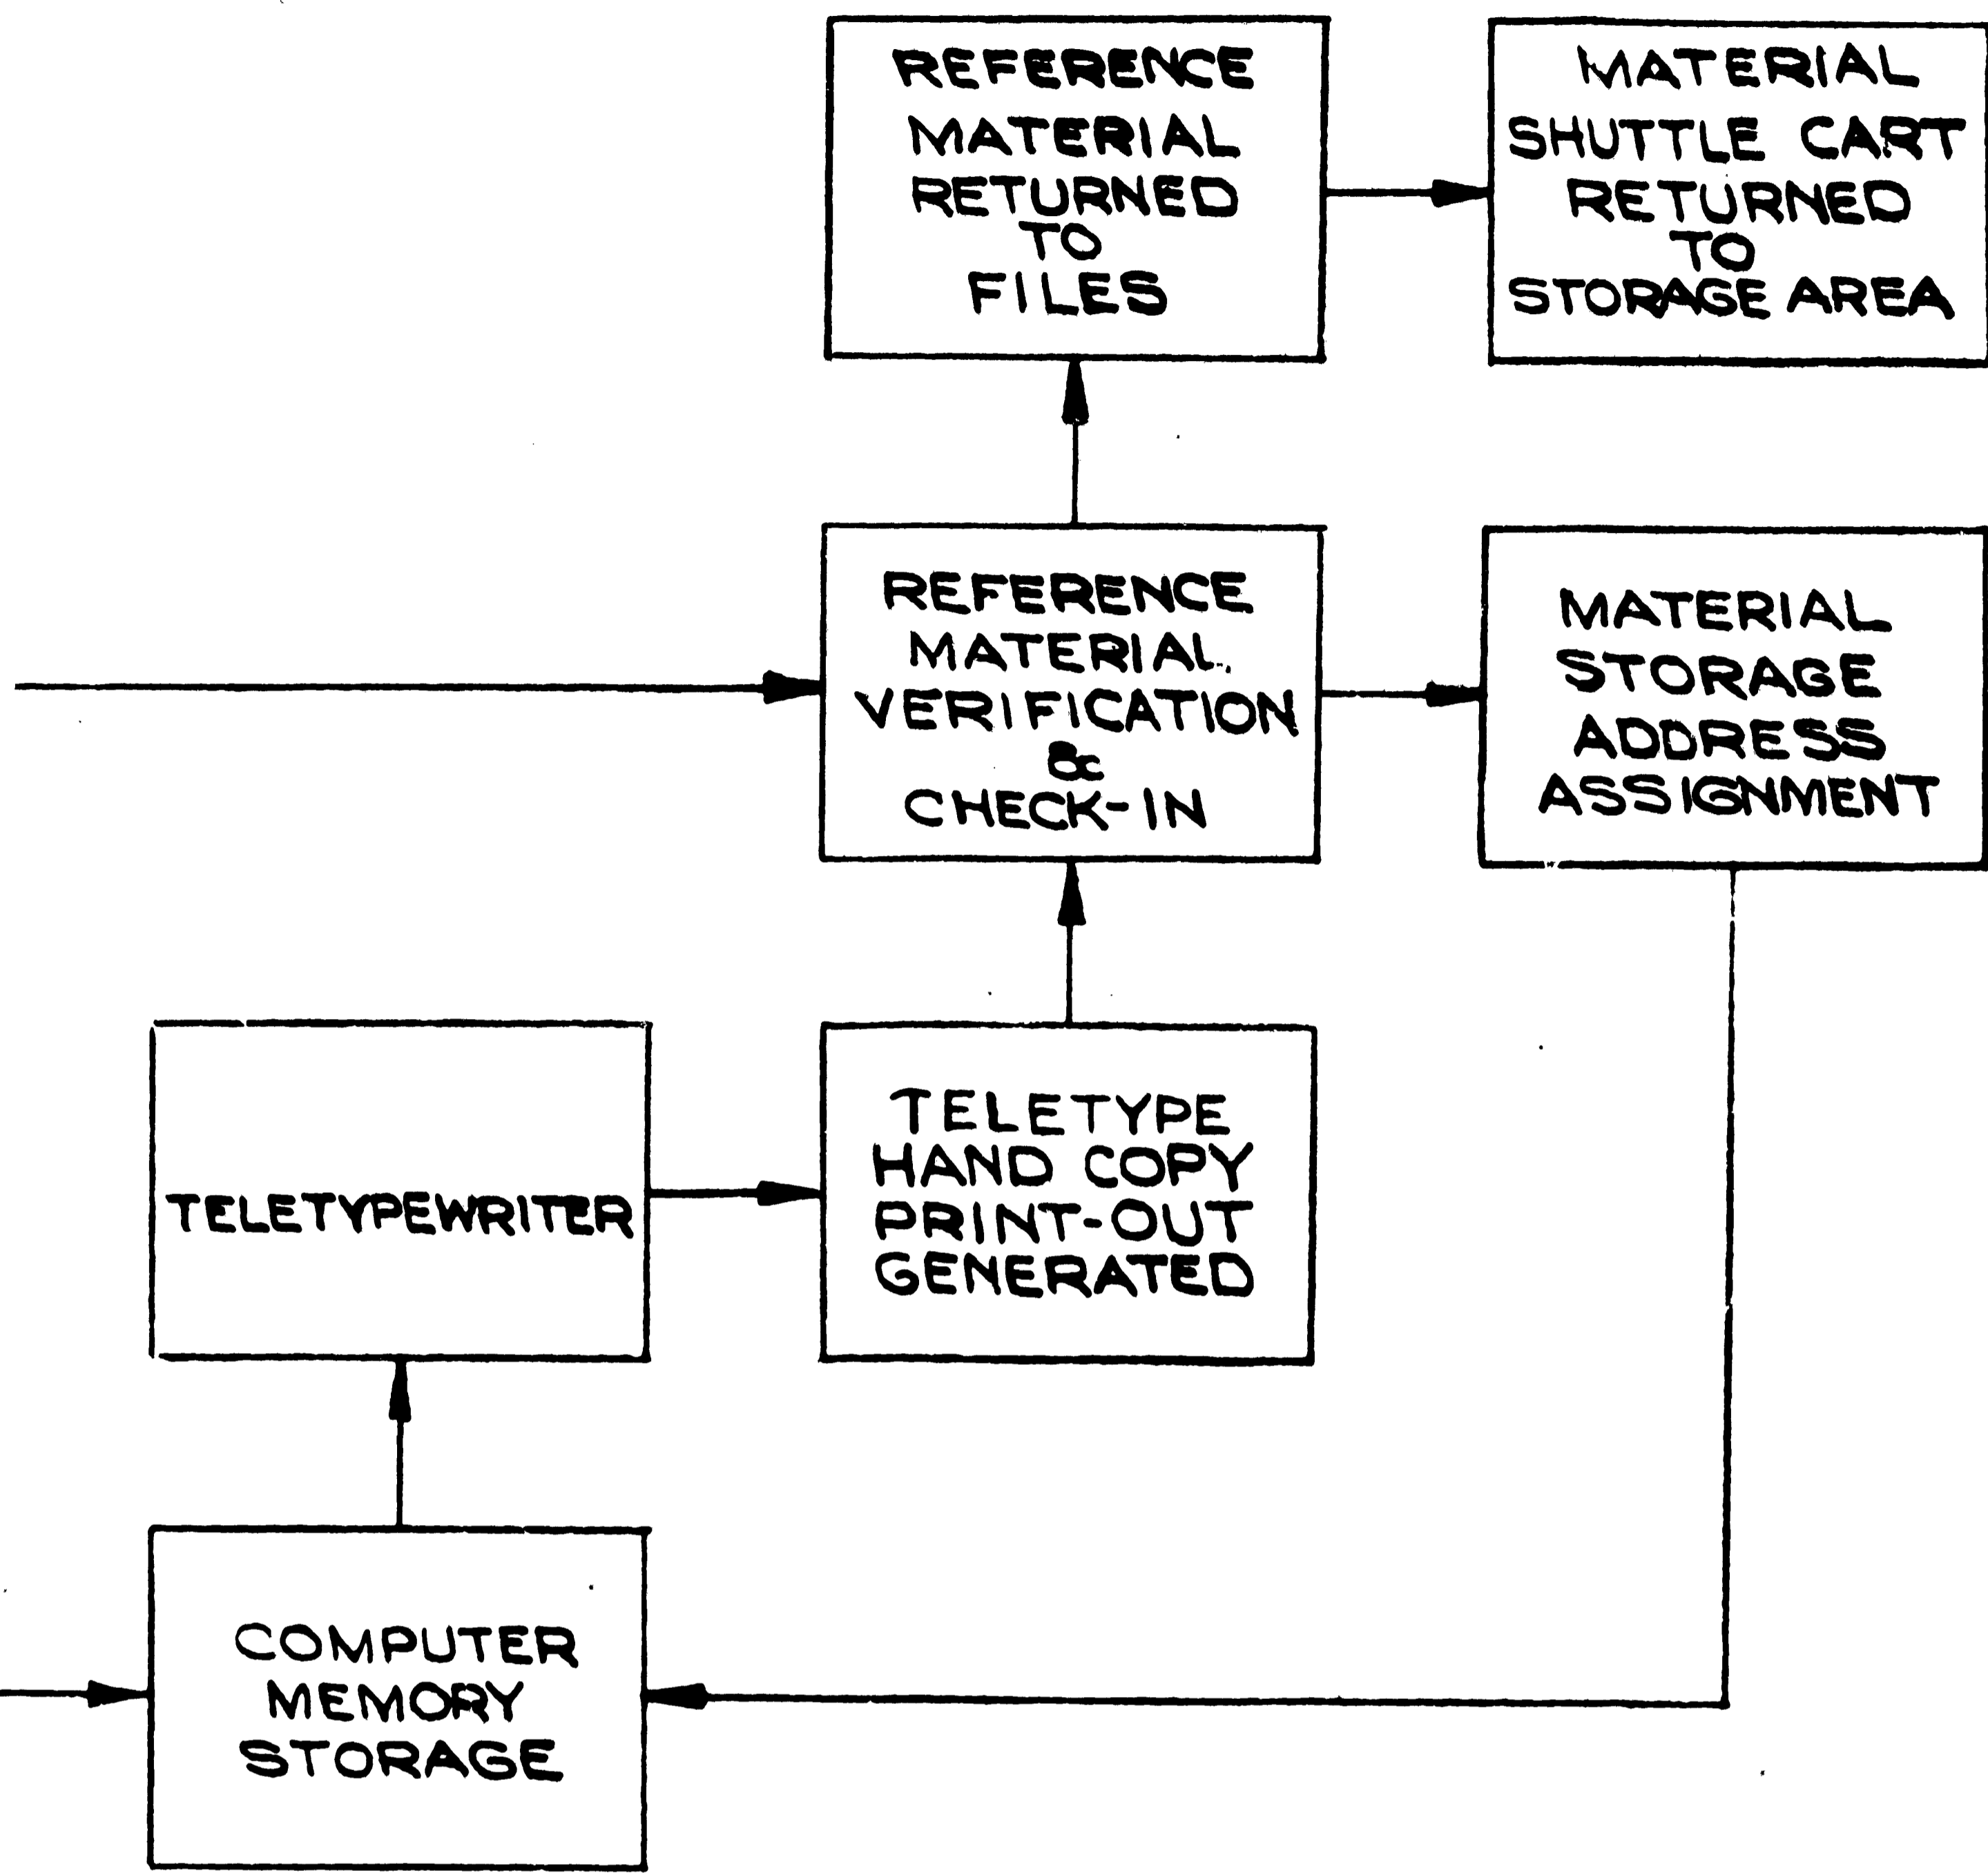 REFERENCE
MATERIAL
RETURNED
TO
FILES
MATERIAL
SHUTTLE CART
RETURNED
TO
STORAGE AREA
REFERENCE
MATERIAL
VERIFICATION
&
CHECK-IN
MATERIAL
STORAGE
ADDRESS
ASSIGNMENT
TELETYPEWRITER
TELETYPE
HAND COPY
PRINT-OUT
GENERATED
COMPUTER
MEMORY
STORAGE